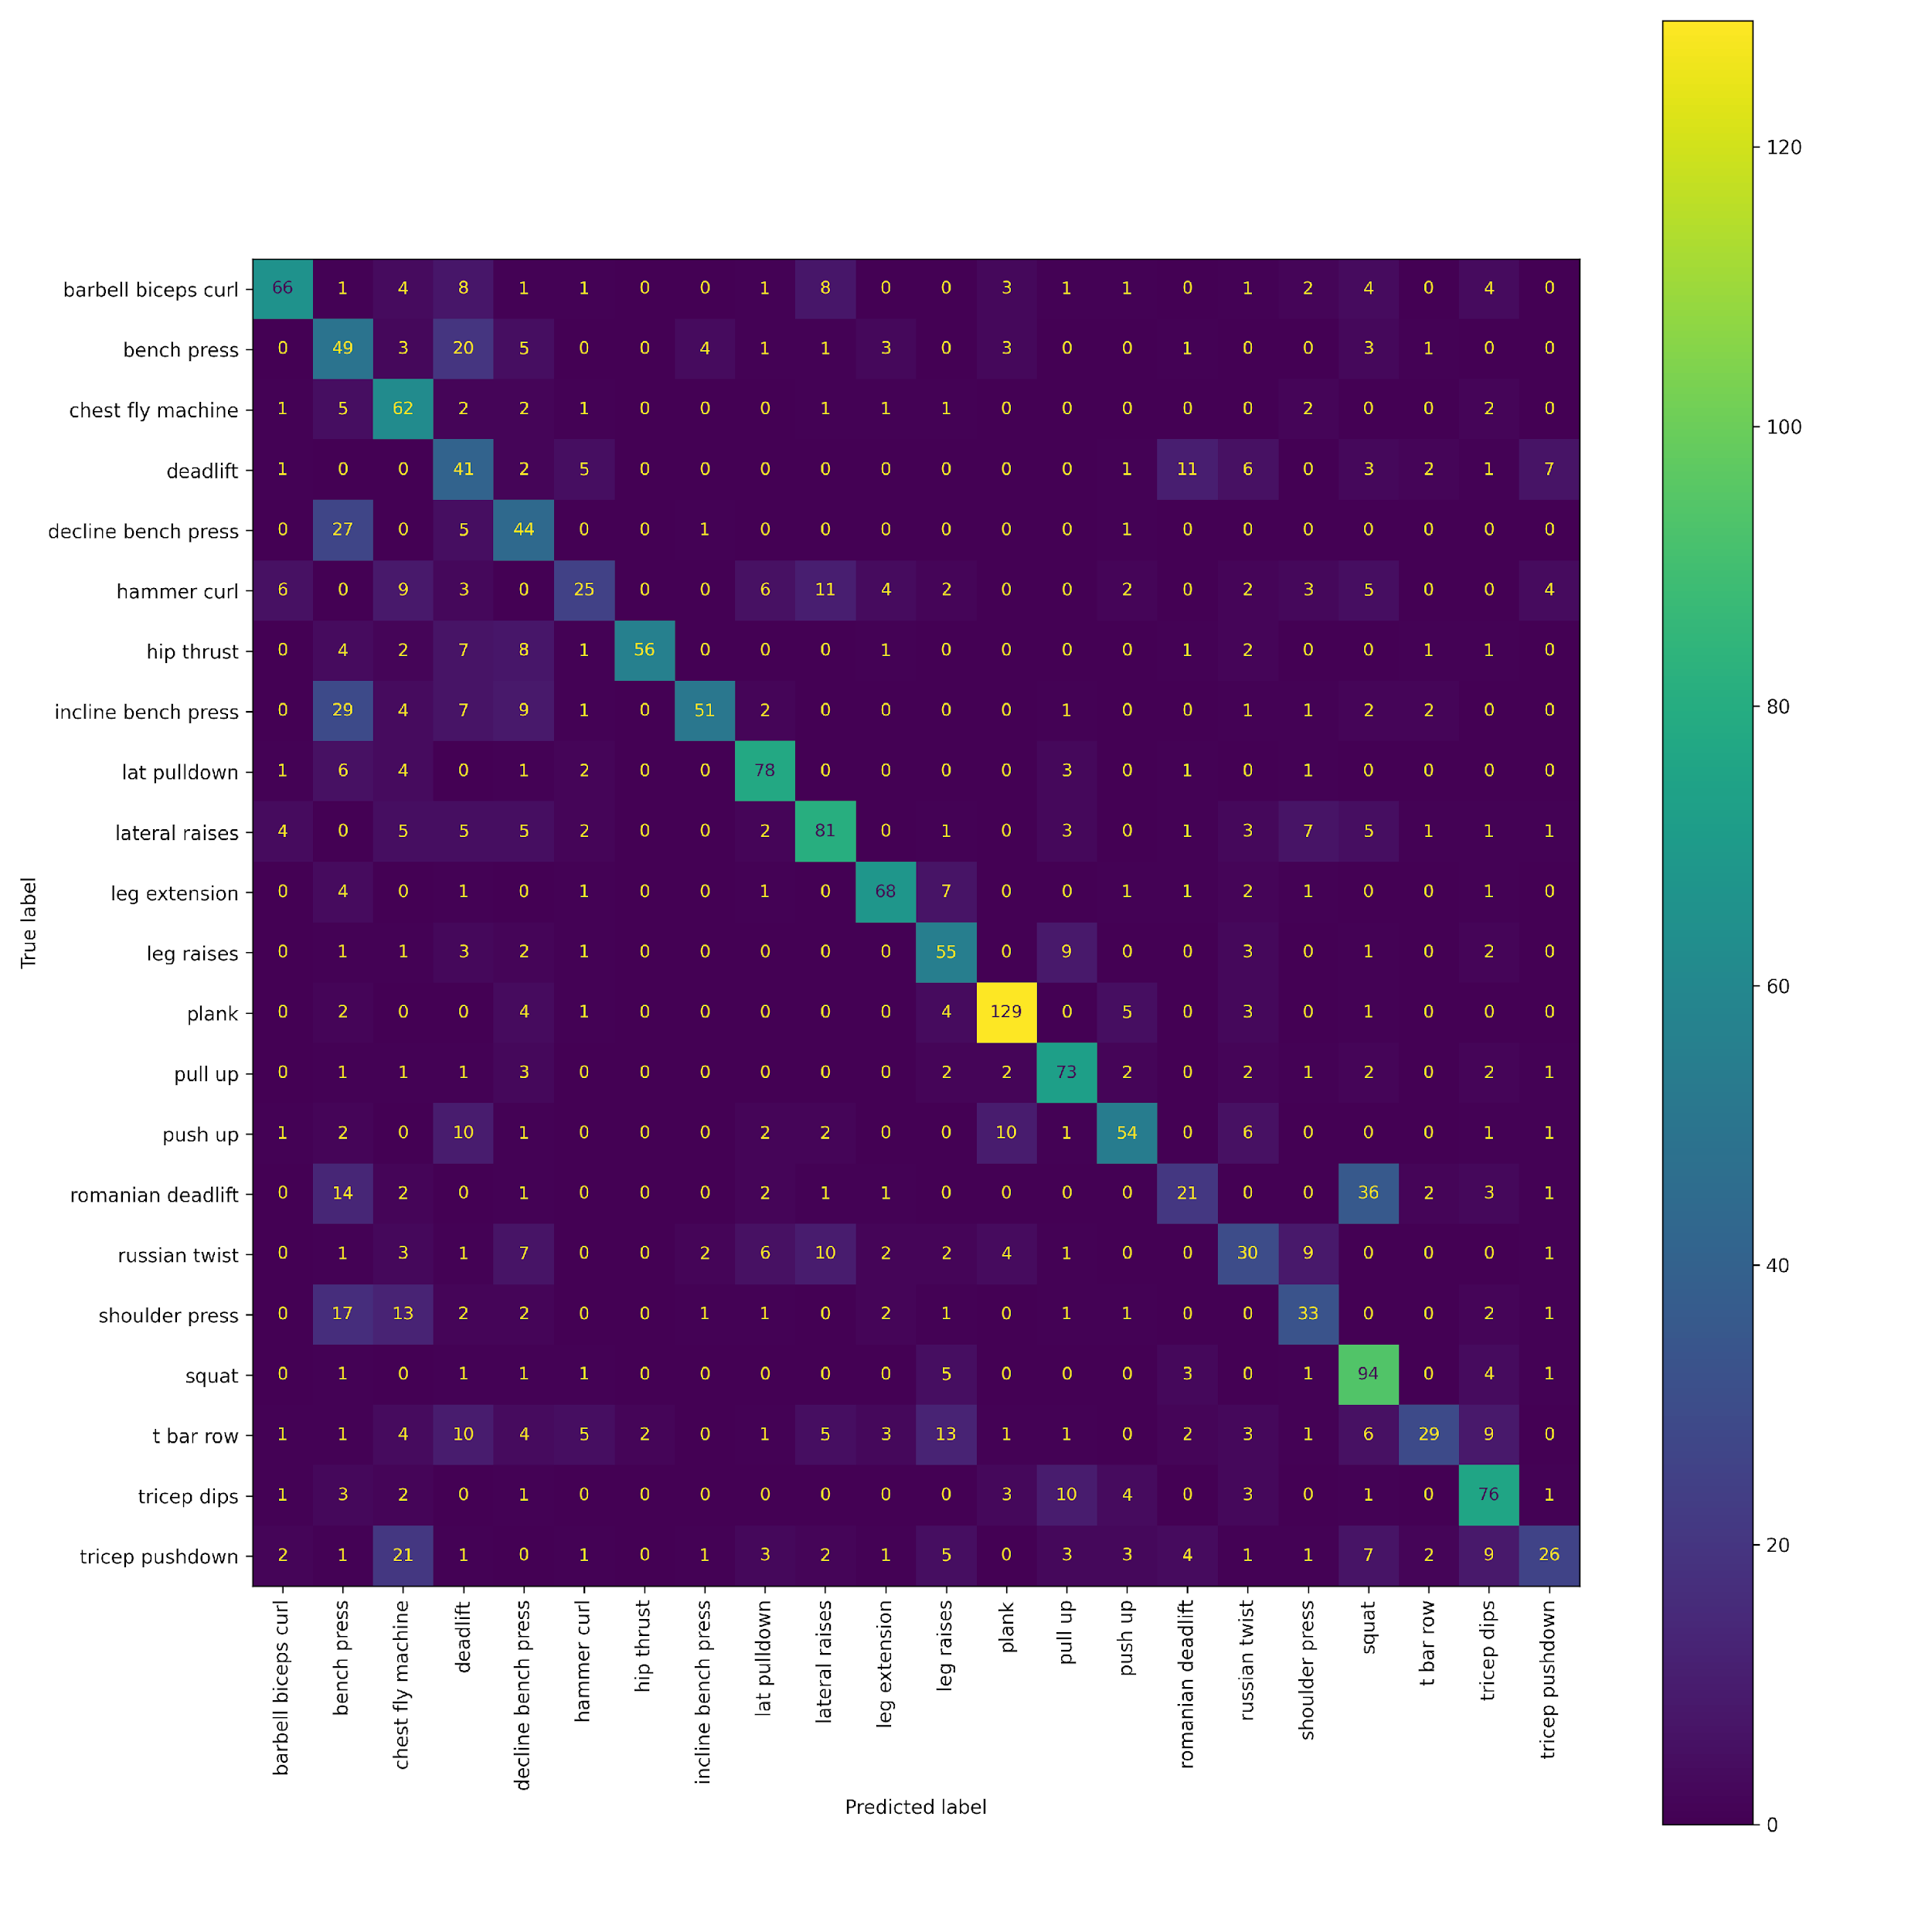 barbell biceps curl 66 1 4 8 1 1 0 0 1 8 0 0 3 1 1 0 1 2 4 0 4 0
bench press 0 49 3 20 5 0 0 4 1 1 3 0 3 0 0 1 0 0 3 1 0 0
chest fly machine 1 5 62 2 2 1 0 0 0 1 1 1 0 0 0 0 0 2 0 0 2 0
deadlift 1 0 0 41 2 5 0 0 0 0 0 0 0 0 1 11 6 0 3 2 1 7
decline bench press 0 27 0 5 44 0 0 1 0 0 0 0 0 0 1 0 0 0 0 0 0 0
hammer curl 6 0 9 3 0 25 0 0 6 11 4 2 0 0 2 0 2 3 5 0 0 4
hip thrust 0 4 2 7 8 1 56 0 0 0 1 0 0 0 0 1 2 0 0 1 1 0
incline bench press 0 29 4 7 9 1 0 51 2 0 0 0 0 1 0 0 1 1 2 2 0 0
lat pulldown 1 6 4 0 1 2 0 0 78 0 0 0 0 3 0 1 0 1 0 0 0 0
lateral raises 4 0 5 5 5 2 0 0 2 81 0 1 0 3 0 1 3 7 5 1 1 1
leg extension 0 4 0 1 0 1 0 0 1 0 68 7 0 0 1 1 2 1 0 0 1 0
leg raises 0 1 1 3 2 1 0 0 0 0 0 55 0 9 0 0 3 0 1 0 2 0
plank 0 2 0 0 4 1 0 0 0 0 0 4 129 0 5 0 3 0 1 0 0 0
pull up 0 1 1 1 3 0 0 0 0 0 0 2 2 73 2 0 2 1 2 0 2 1
push up 1 2 0 10 1 0 0 0 2 2 0 0 10 1 54 0 6 0 0 0 1 1
romanian deadlift 0 14 2 0 1 0 0 0 2 1 1 0 0 0 0 21 0 0 36 2 3 1
russian twist 0 1 3 1 7 0 0 2 6 10 2 2 4 1 0 0 30 9 0 0 0 1
shoulder press 0 17 13 2 2 0 0 1 1 0 2 1 0 1 1 0 0 33 0 0 2 1
squat 0 1 0 1 1 1 0 0 0 0 0 5 0 0 0 3 0 1 94 0 4 1
t bar row 1 1 4 10 4 5 2 0 1 5 3 13 1 1 0 2 3 1 6 29 9 0
tricep dips 1 3 2 0 1 0 0 0 0 0 0 0 3 10 4 0 3 0 1 0 76 1
tricep pushdown 2 1 21 1 0 1 0 1 3 2 1 5 0 3 3 4 1 1 7 2 9 26
True label
barbell biceps curl
bench press
chest fly machine
deadlift
decline bench press
hammer curl
hip thrust
incline bench press
lat pulldown
lateral raises
leg extension
leg raises
plank
pull up
push up
romanian deadlift
russian twist
shoulder press
squat
t bar row
tricep dips
tricep pushdown
Predicted label
120
100
80
60
40
20
0